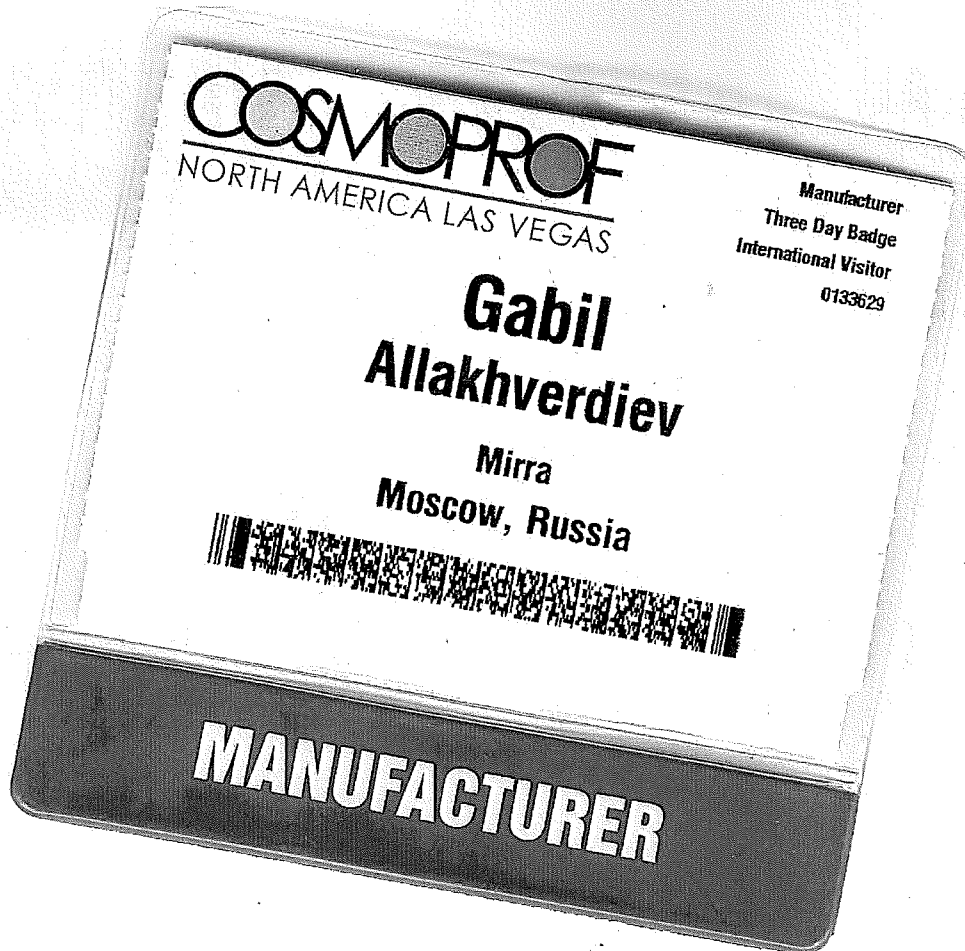 COSMOPROF
NORTH AMERICA LAS VEGAS
Manufacturer
Three Day Badge
International Visitor
0133629
Gabil
Allakhverdiev
Mirra
Moscow, Russia
MANUFACTURER